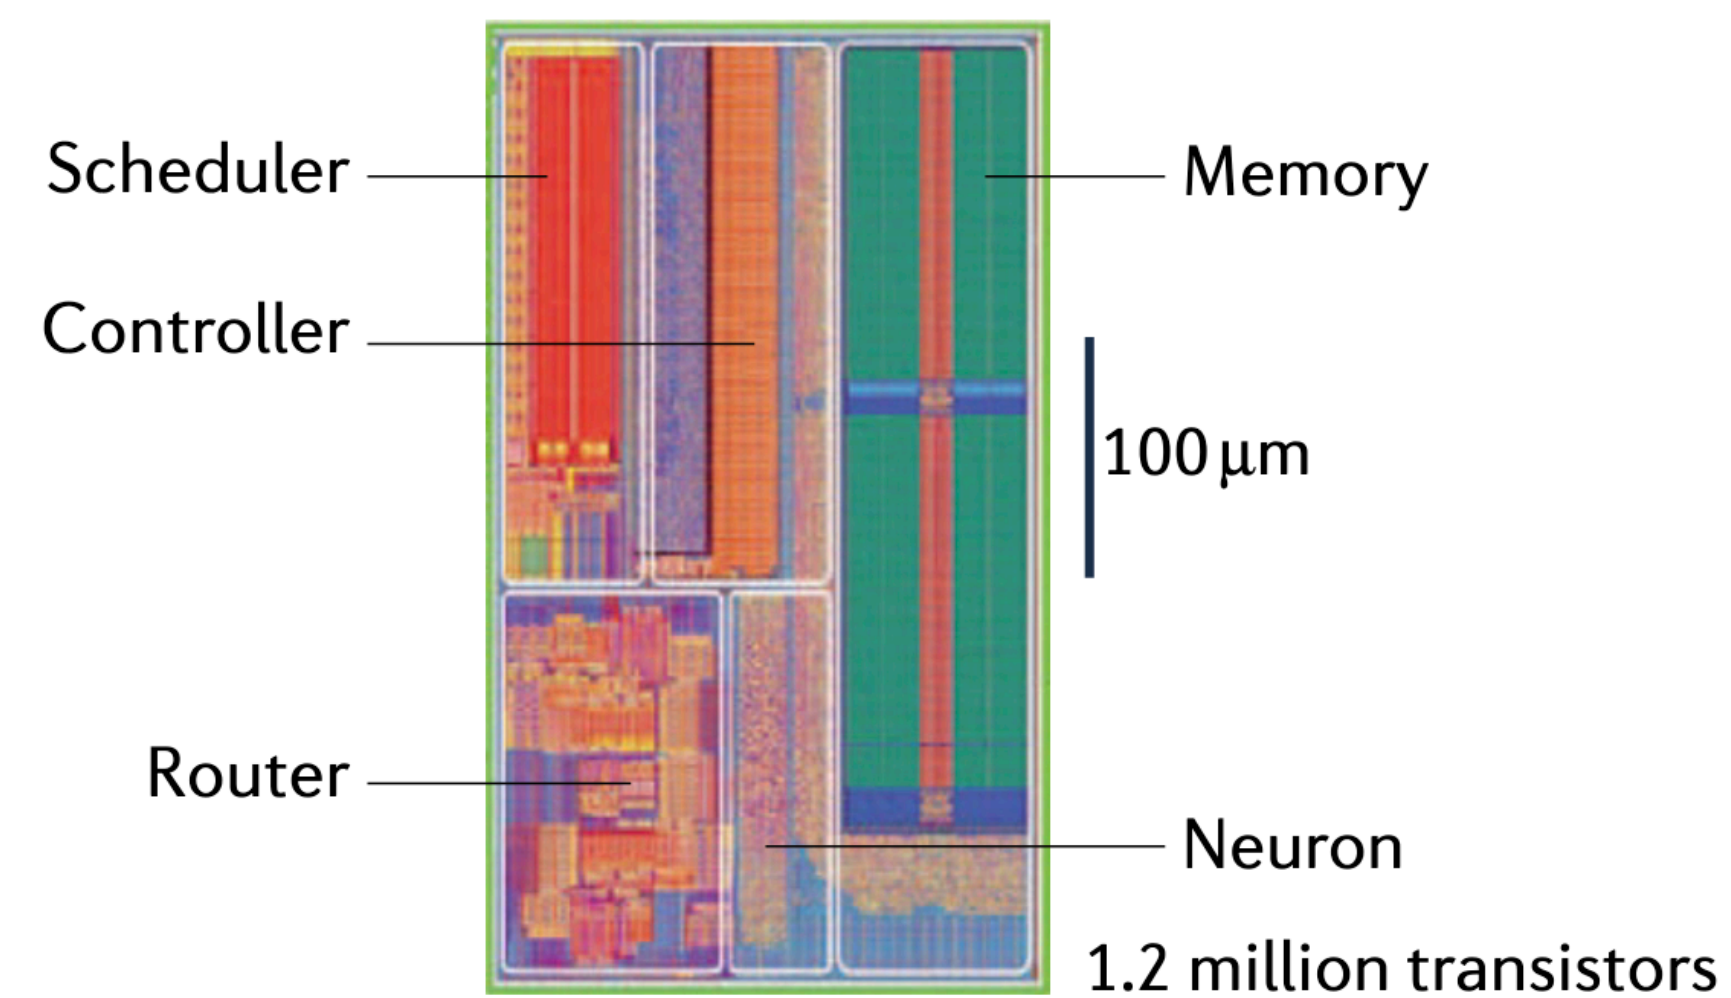 Scheduler
Memory
Controller
100 μm
Router
Neuron
1.2 million transistors